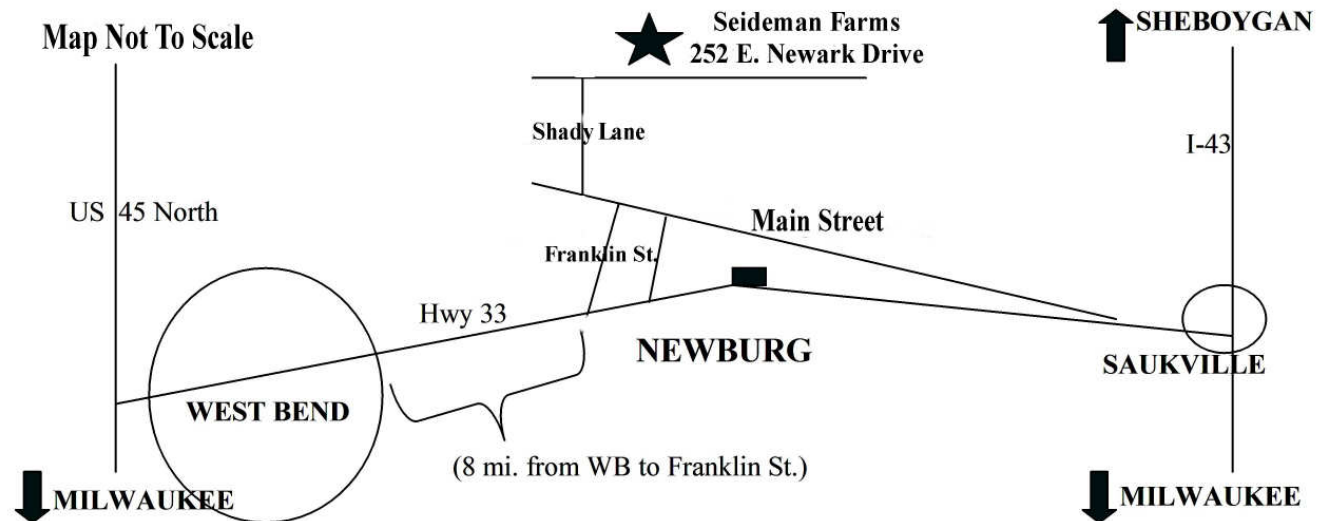 Map Not To Scale
Seideman Farms
252 E. Newark Drive
SHEBOYGAN
Shady Lane
I-43
US 45 North
Main Street
Franklin St.
Hwy 33
NEWBURG
SAUKVILLE
WEST BEND
(8 mi. from WB to Franklin St.)
MILWAUKEE
MILWAUKEE